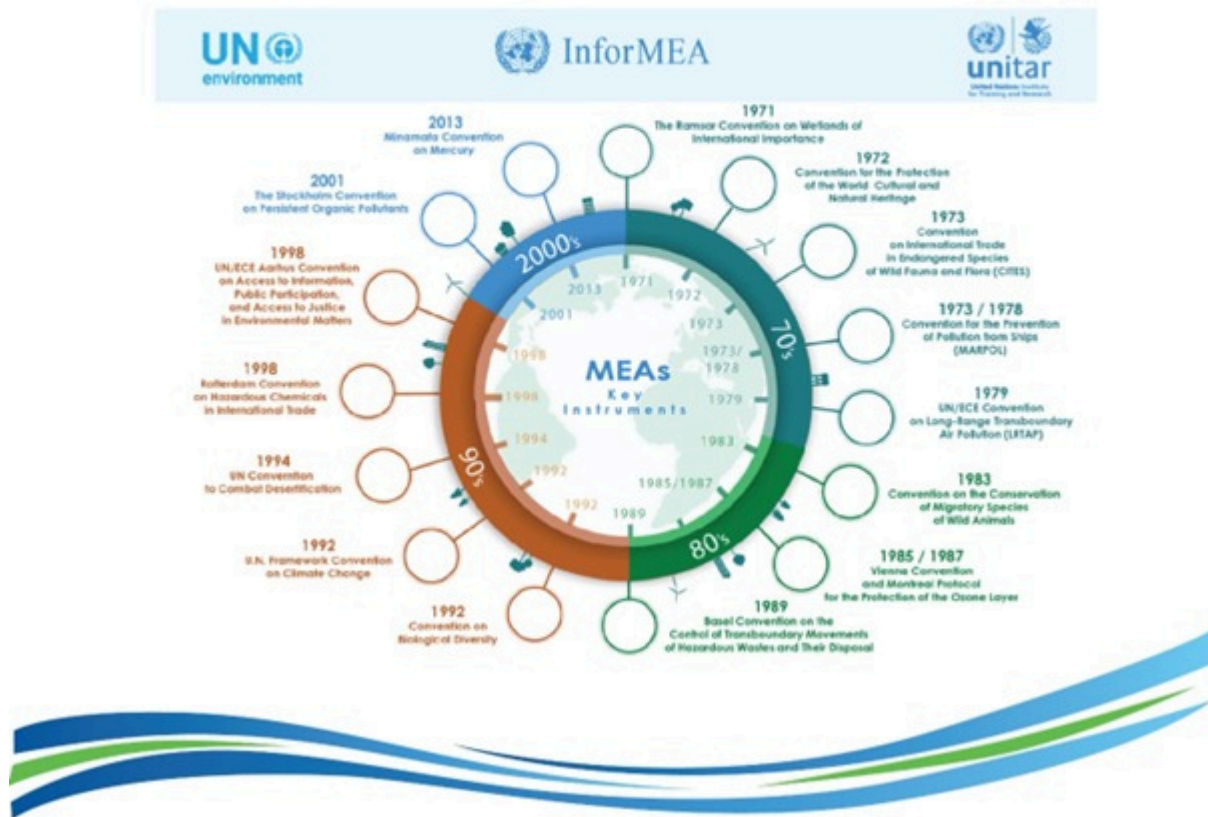 UN
environment
InforMEA
unitar
United Nations Institute
for Training and Research
1971
The Ramsar Convention on Wetlands of
International Importance
1972
Convention for the Protection
of the World Cultural and
Natural Heritage
1973
Convention
on International Trade
in Endangered Species
of Wild Fauna and Flora (CITES)
1973 / 1978
Convention for the Prevention
of Pollution from Ships
(MARPOL)
1979
UN/ECE Convention
on Long-Range Transboundary
Air Pollution (LRTAP)
1983
Convention on the Conservation
of Migratory Species
of Wild Animals
1985 / 1987
Vienna Convention
and Montreal Protocol
for the Protection of the Ozone Layer
1989
Basel Convention on the
Control of Transboundary Movements
of Hazardous Wastes and Their Disposal
1992
Convention on
Biological Diversity
1992
U.N. Framework Convention
on Climate Change
1994
UN Convention
to Combat Desertification
1998
Rotterdam Convention
on Hazardous Chemicals
in International Trade
1998
UN/ECE Aarhus Convention
on Access to Information,
Public Participation,
and Access to Justice
in Environmental Matters
2001
The Stockholm Convention
on Persistent Organic Pollutants
2013
Minamata Convention
on Mercury
2000's
70's
80's
90's
1971
1972
1973
1973/
1978
1979
1983
1985/1987
1989
1992
1992
1994
1998
1998
2001
2013
MEAs
Key
Instruments